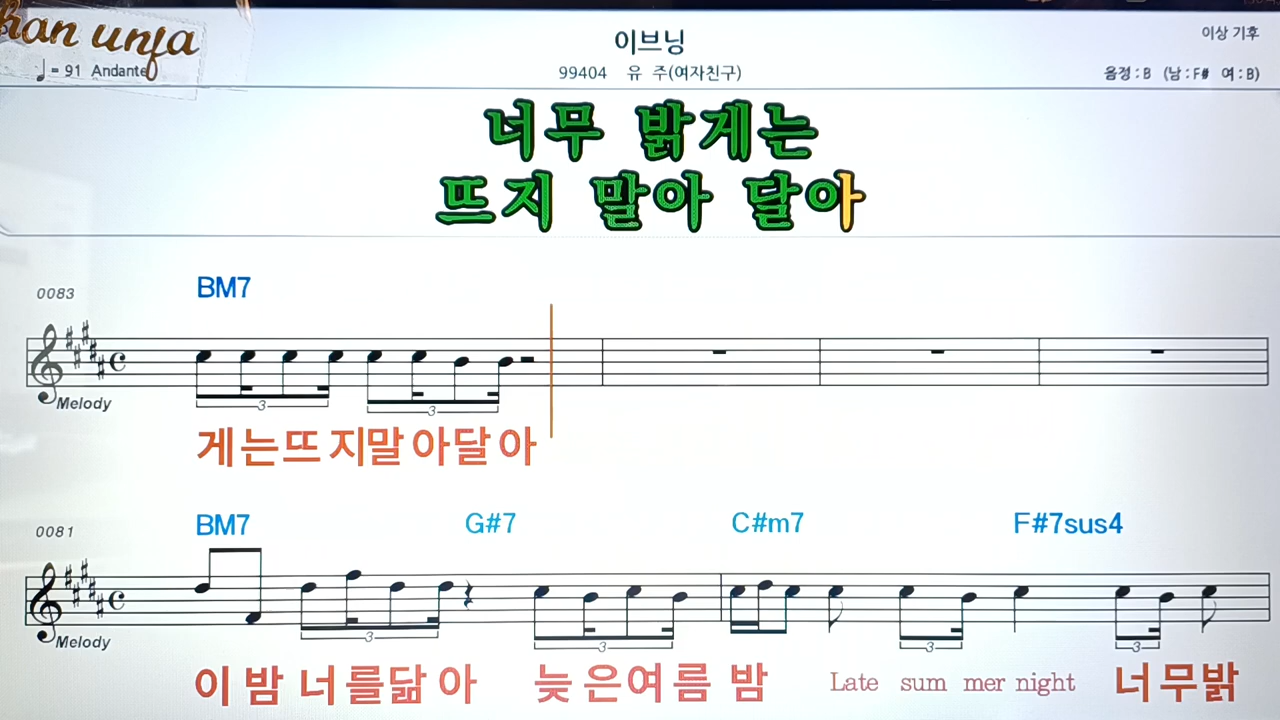 han unfa
♩= 91 Andante
이브닝
99404 유 주(여자친구)
이상 기후
음정 : B (남 : F# 여 : B)
너무 밝게는
뜨지 말아 달아
0083
BM7
3 3
Melody
게 는 뜨 지 말 아 달 아
0081
BM7 G#7 C#m7 F#7sus4
3 3 3 3
Melody
이 밤 너 를 닮 아 늦 은 여 름 밤 Late sum mer night 너 무 밝